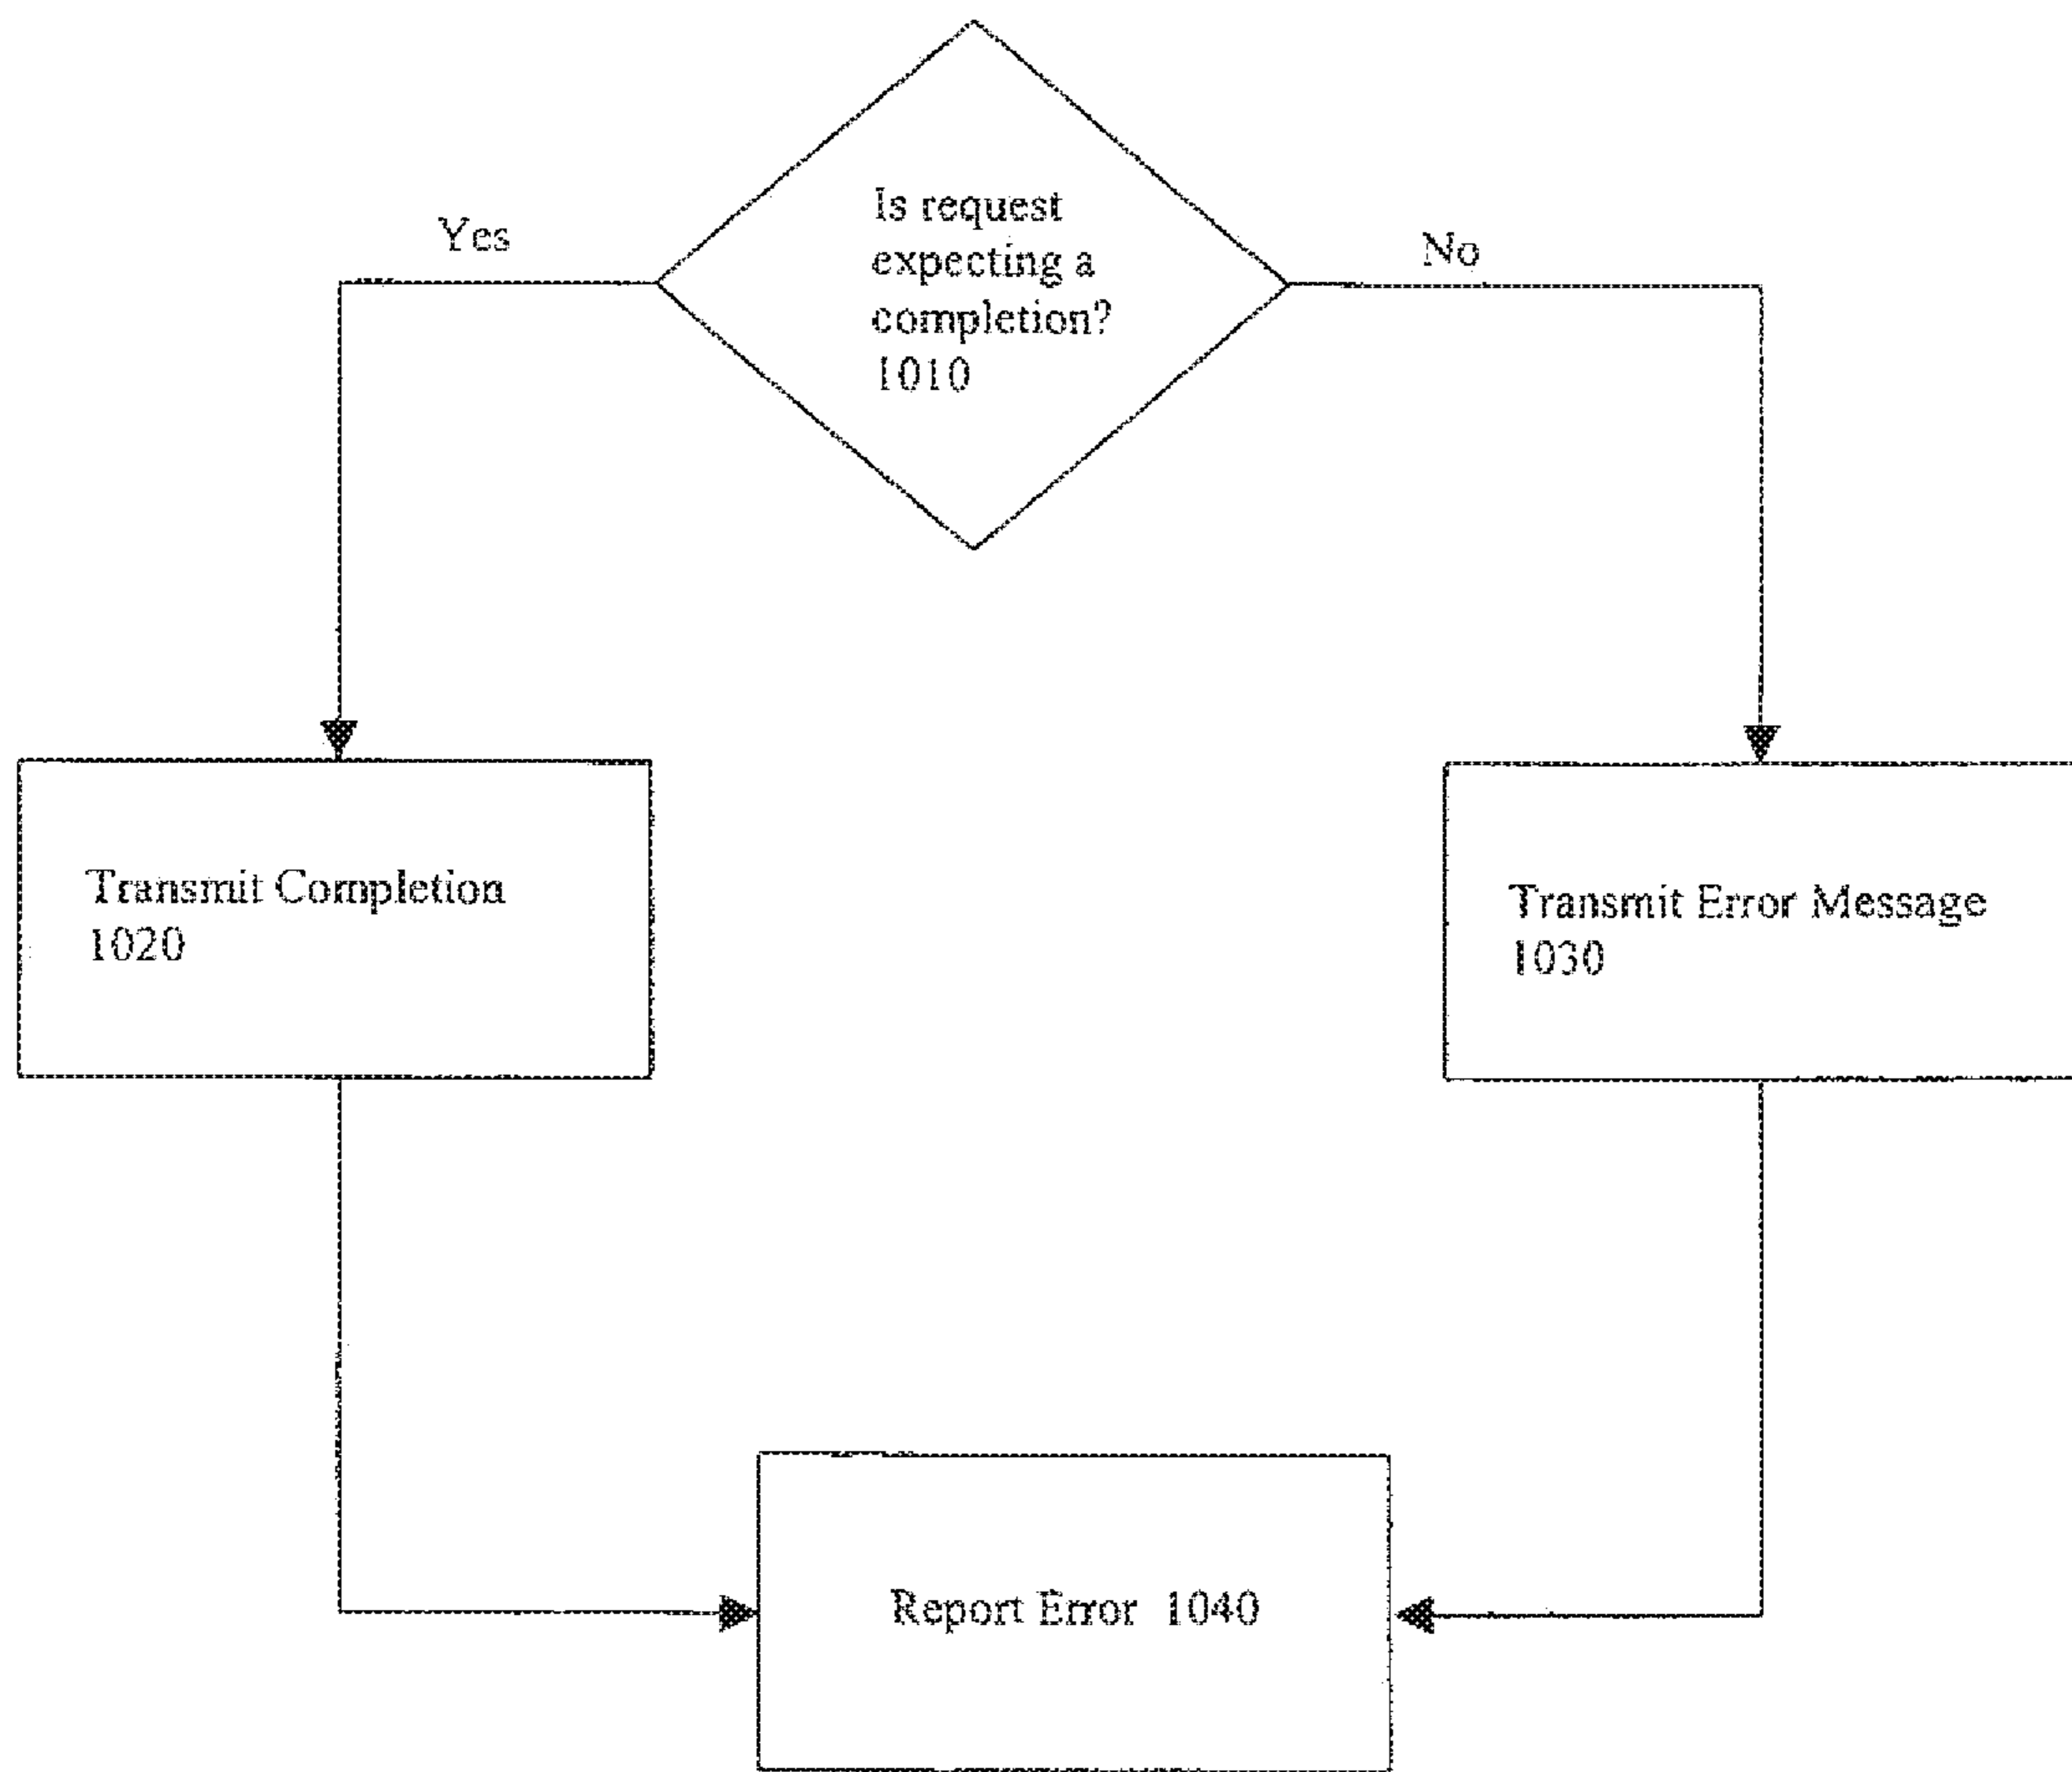 Is request
expecting a
completion?
1010
Yes
No
Transmit Completion
1020
Transmit Error Message
1030
Report Error 1040